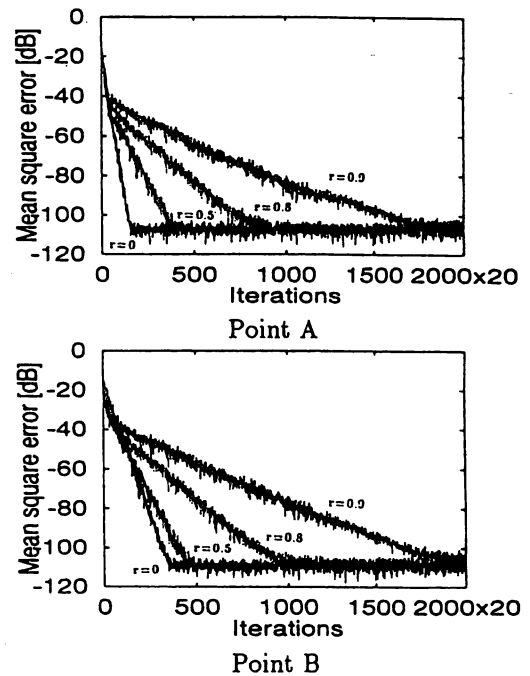 0.
-20
-40
-60
-80
-100
-120
Mean square error [dB]
r=0.9
r=0.8
r=0.5
r=0
0 500 1000 1500 2000x20
Iterations
Point A
0
-20
-40
-60
-80
-100
-120
Mean square error [dB]
r=0.9
r=0.8
r=0.5
r=0
0 500 1000 1500 2000x20
Iterations
Point B